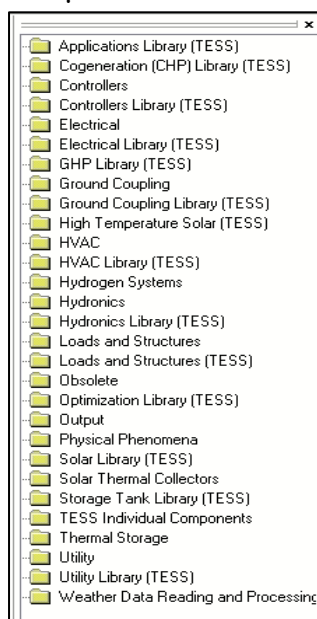 Applications Library (TESS)
Cogeneration (CHP) Library (TESS)
Controllers
Controllers Library (TESS)
Electrical
Electrical Library (TESS)
GHP Library (TESS)
Ground Coupling
Ground Coupling Library (TESS)
High Temperature Solar (TESS)
HVAC
HVAC Library (TESS)
Hydrogen Systems
Hydronics
Hydronics Library (TESS)
Loads and Structures
Loads and Structures (TESS)
Obsolete
Optimization Library (TESS)
Output
Physical Phenomena
Solar Library (TESS)
Solar Thermal Collectors
Storage Tank Library (TESS)
TESS Individual Components
Thermal Storage
Utility
Utility Library (TESS)
Weather Data Reading and Processing